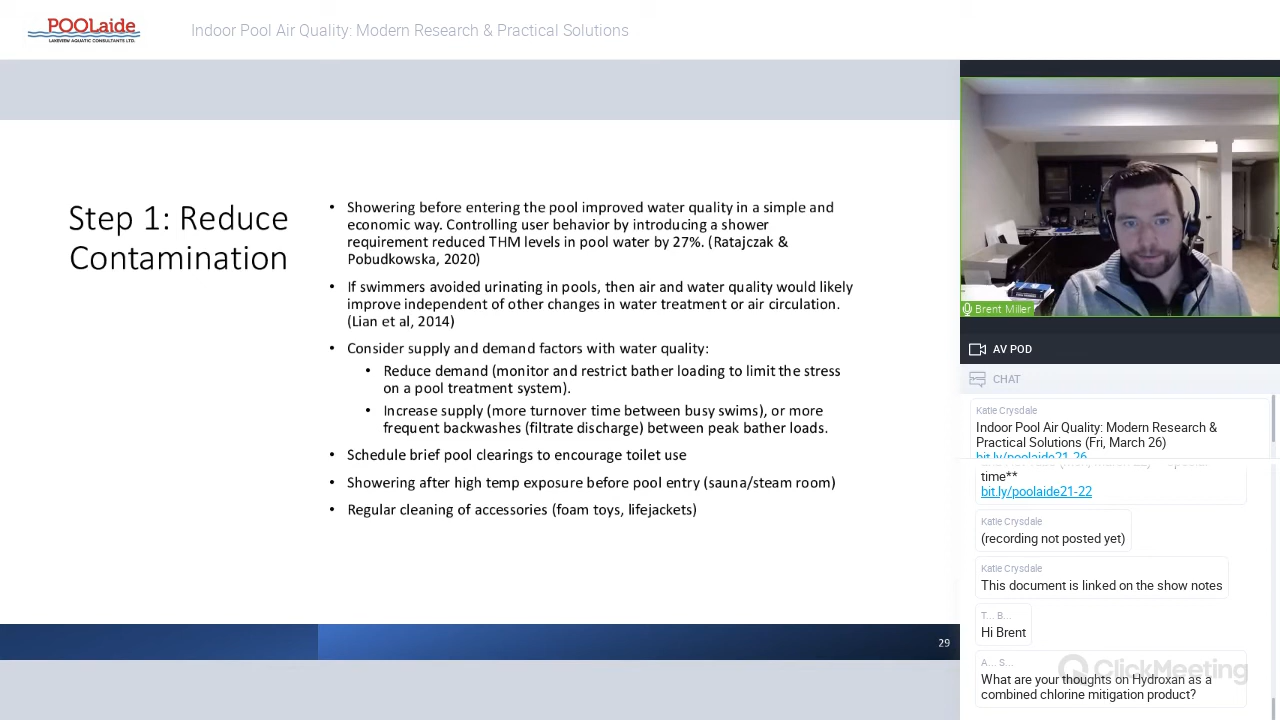 POOLaide
LAKEVIEW AQUATIC CONSULTANTS LTD.
Indoor Pool Air Quality: Modern Research & Practical Solutions
Step 1: Reduce
Contamination
• Showering before entering the pool improved water quality in a simple and
economic way. Controlling user behavior by introducing a shower
requirement reduced THM levels in pool water by 27%. (Ratajczak &
Pobudkowska, 2020)
• If swimmers avoided urinating in pools, then air and water quality would likely
improve independent of other changes in water treatment or air circulation.
(Lian et al, 2014)
• Consider supply and demand factors with water quality:
• Reduce demand (monitor and restrict bather loading to limit the stress
on a pool treatment system).
• Increase supply (more turnover time between busy swims), or more
frequent backwashes (filtrate discharge) between peak bather loads.
• Schedule brief pool clearings to encourage toilet use
• Showering after high temp exposure before pool entry (sauna/steam room)
• Regular cleaning of accessories (foam toys, lifejackets)
29
Brent Miller
AV POD
CHAT
Katie Crysdale
Indoor Pool Air Quality: Modern Research &
Practical Solutions (Fri, March 26)
bit.ly/poolaide21-26
time**
bit.ly/poolaide21-22
Katie Crysdale
(recording not posted yet)
Katie Crysdale
This document is linked on the show notes
T... B...
Hi Brent
A... S...
What are your thoughts on Hydroxan as a
combined chlorine mitigation product?
ClickMeeting